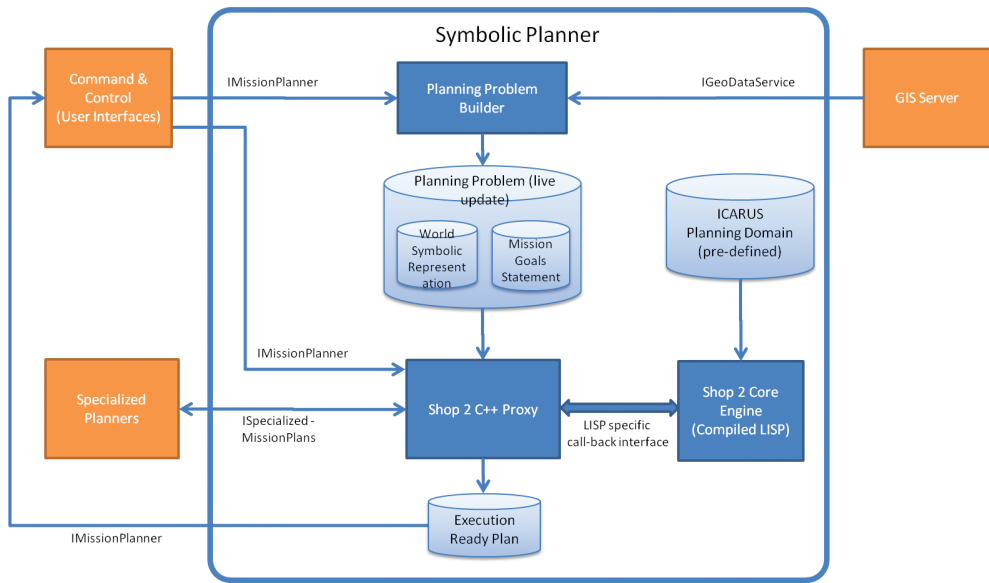 Symbolic Planner
Command &
Control
(User Interfaces)
IMissionPlanner
Planning Problem
Builder
IGeoDataService
GIS Server
Planning Problem (live
update)
World
Symbolic
Represent
ation
Mission
Goals
Statement
ICARUS
Planning Domain
(pre-defined)
IMissionPlanner
Specialized
Planners
ISpecialized -
MissionPlans
Shop 2 C++ Proxy
LISP specific
call-back interface
Shop 2 Core
Engine
(Compiled LISP)
Execution
Ready Plan
IMissionPlanner